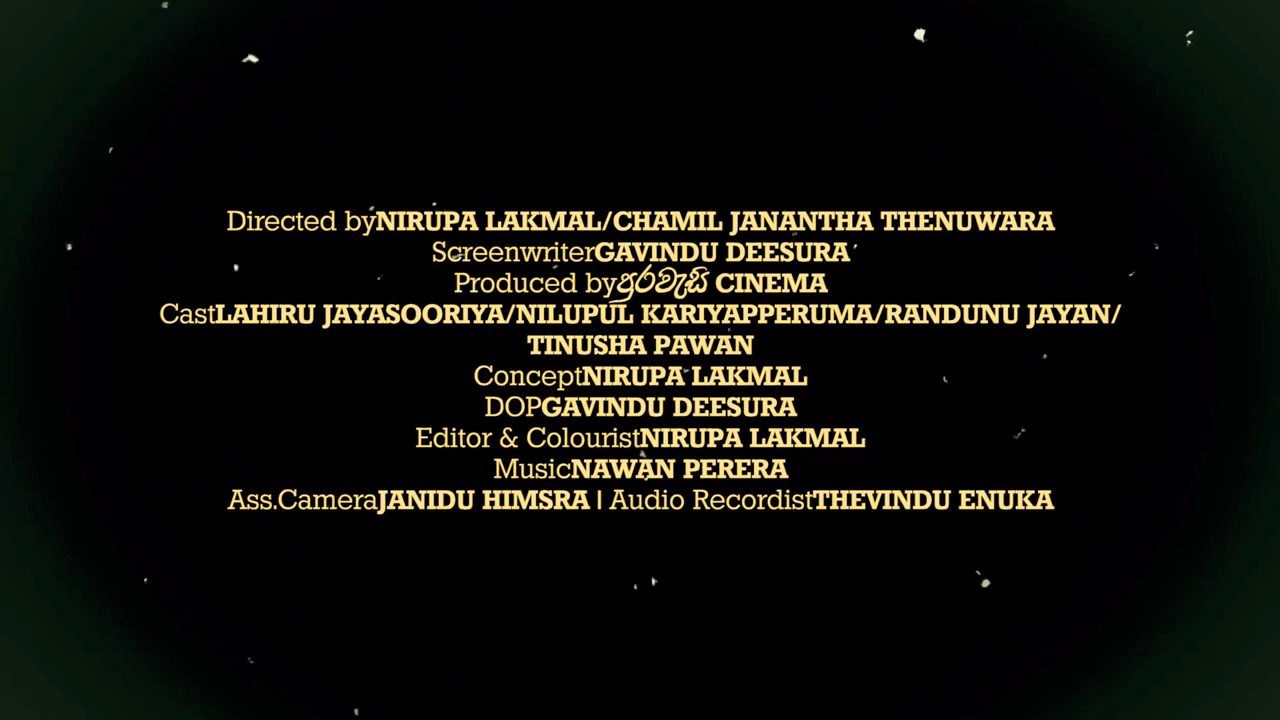 Directed byNIRUPA LAKMAL/CHAMIL JANANTHA THENUWARA
ScreenwriterGAVINDU DEESURA
Produced byපුරවැසි CINEMA
CastLAHIRU JAYASOORIYA/NILUPUL KARIYAPPERUMA/RANDUNU JAYAN/
TINUSHA PAWAN
ConceptNIRUPA LAKMAL
DOPGAVINDU DEESURA
Editor & ColouristNIRUPA LAKMAL
MusicNAWAN PERERA
Ass.CameraJANIDU HIMSRA | Audio RecordistTHEVINDU ENUKA